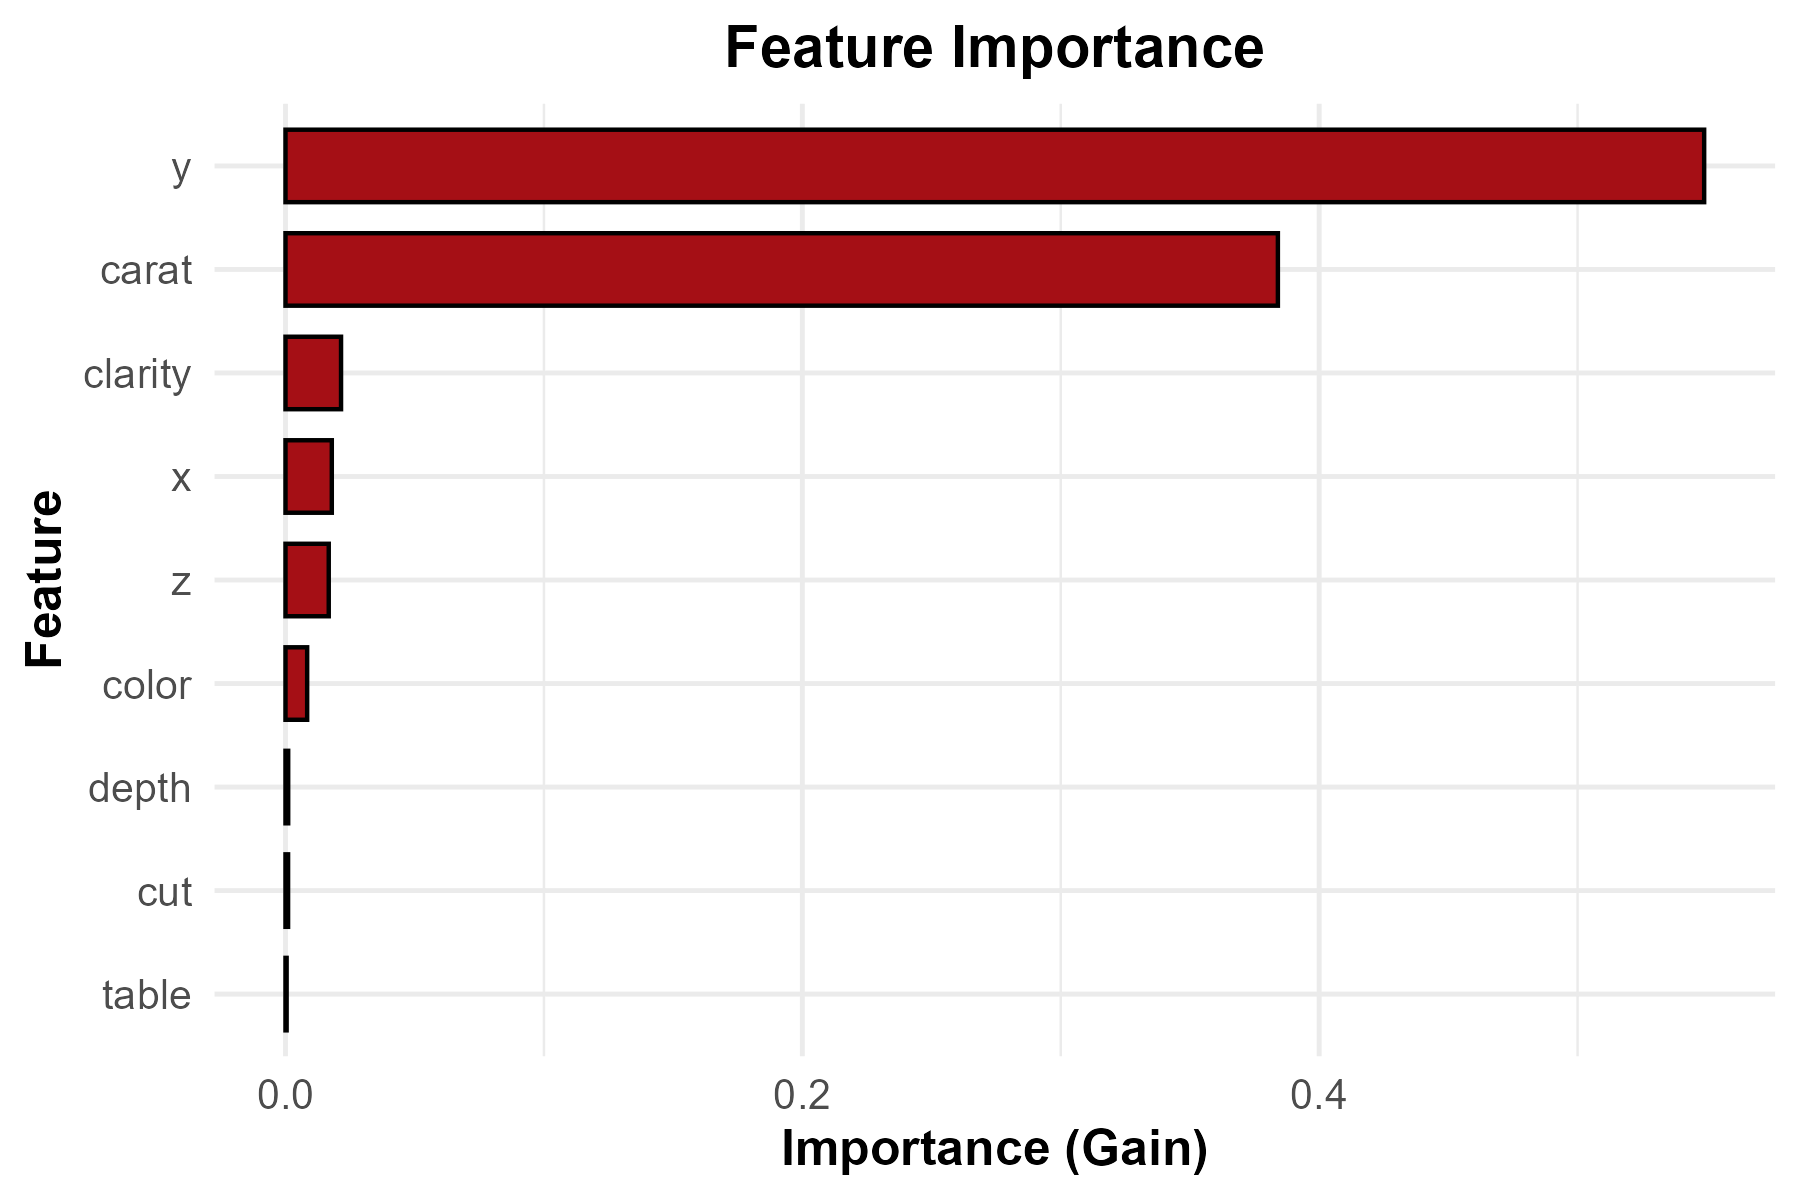 Feature Importance
y
carat
clarity
x
z
color
depth
cut
table
Feature
0.0
0.2
0.4
Importance (Gain)